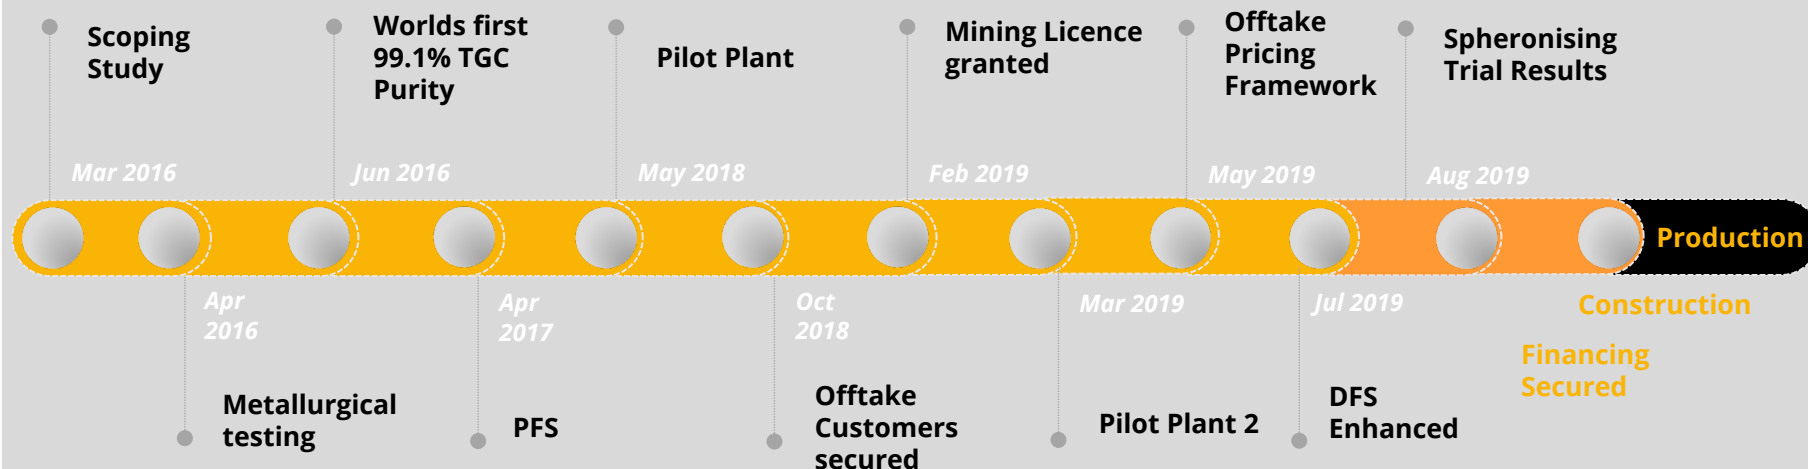 Scoping
Study
Worlds first
99.1% TGC
Purity
Pilot Plant
Mining Licence
granted
Offtake
Pricing
Framework
Spheronising
Trial Results
Mar 2016
Jun 2016
May 2018
Feb 2019
May 2019
Aug 2019
Production
Apr
2016
Apr
2017
Oct
2018
Mar 2019
Jul 2019
Construction
Financing
Secured
Metallurgical
testing
PFS
Offtake
Customers
secured
Pilot Plant 2
DFS
Enhanced